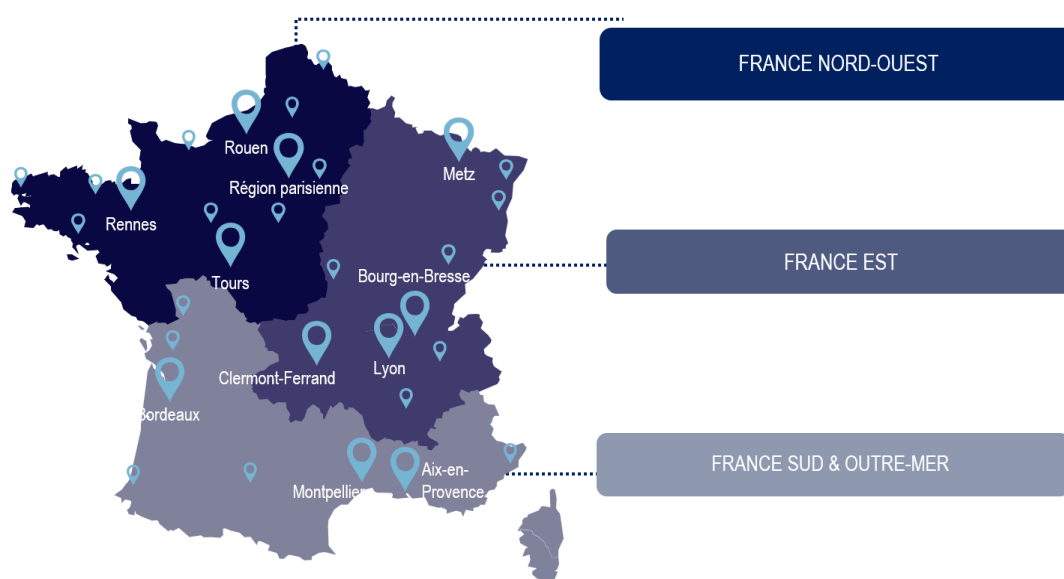 FRANCE NORD-OUEST
Rouen
Région parisienne
Metz
Rennes
Tours
Bourg-en-Bresse
FRANCE EST
Lyon
Clermont-Ferrand
Bordeaux
FRANCE SUD & OUTRE-MER
Montpellier
Aix-en-
Provence